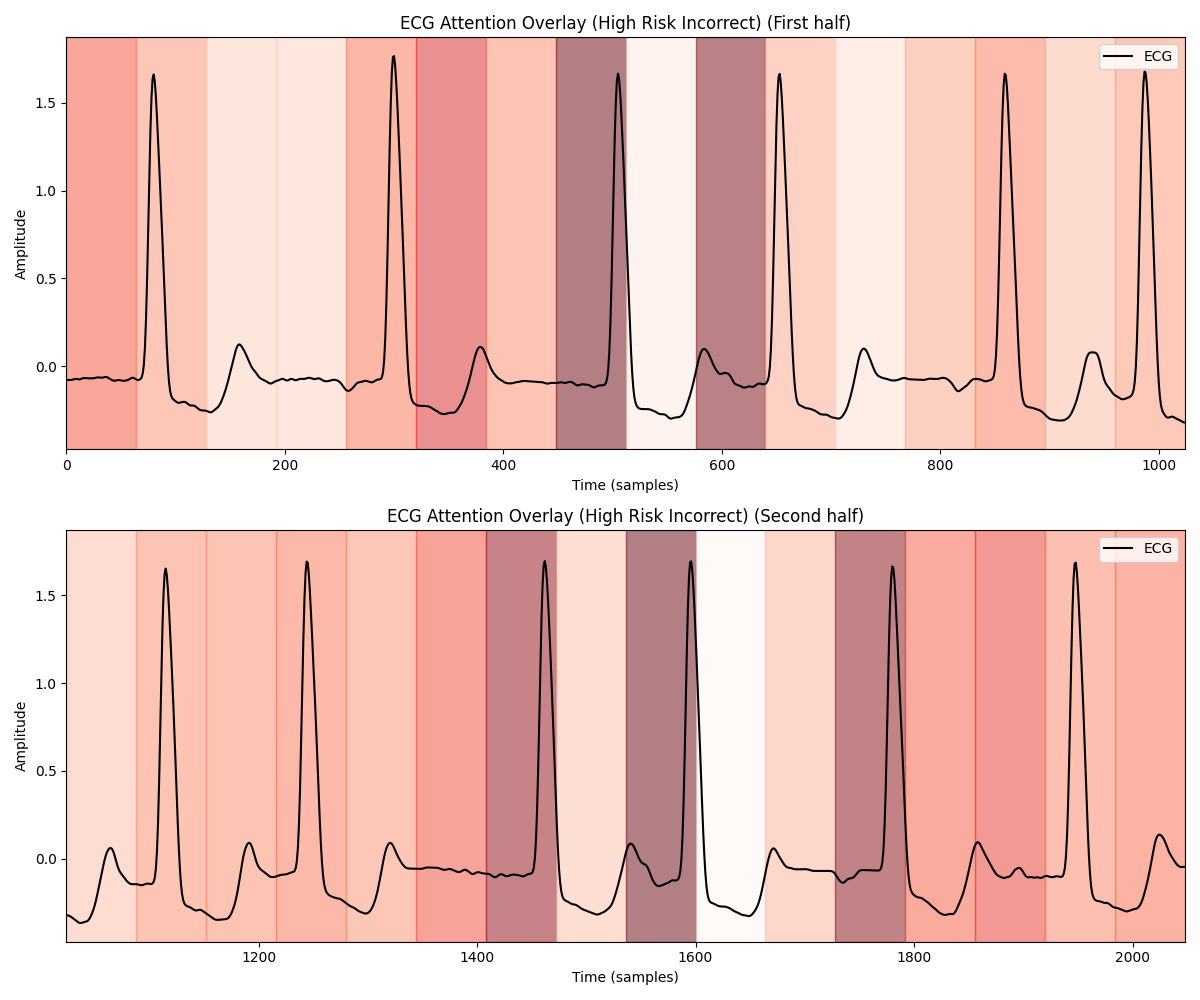 ECG Attention Overlay (High Risk Incorrect) (First half)
ECG
Amplitude
1.5
1.0
0.5
0.0
0 200 400 600 800 1000
Time (samples)
ECG Attention Overlay (High Risk Incorrect) (Second half)
ECG
Amplitude
1.5
1.0
0.5
0.0
1200 1400 1600 1800 2000
Time (samples)